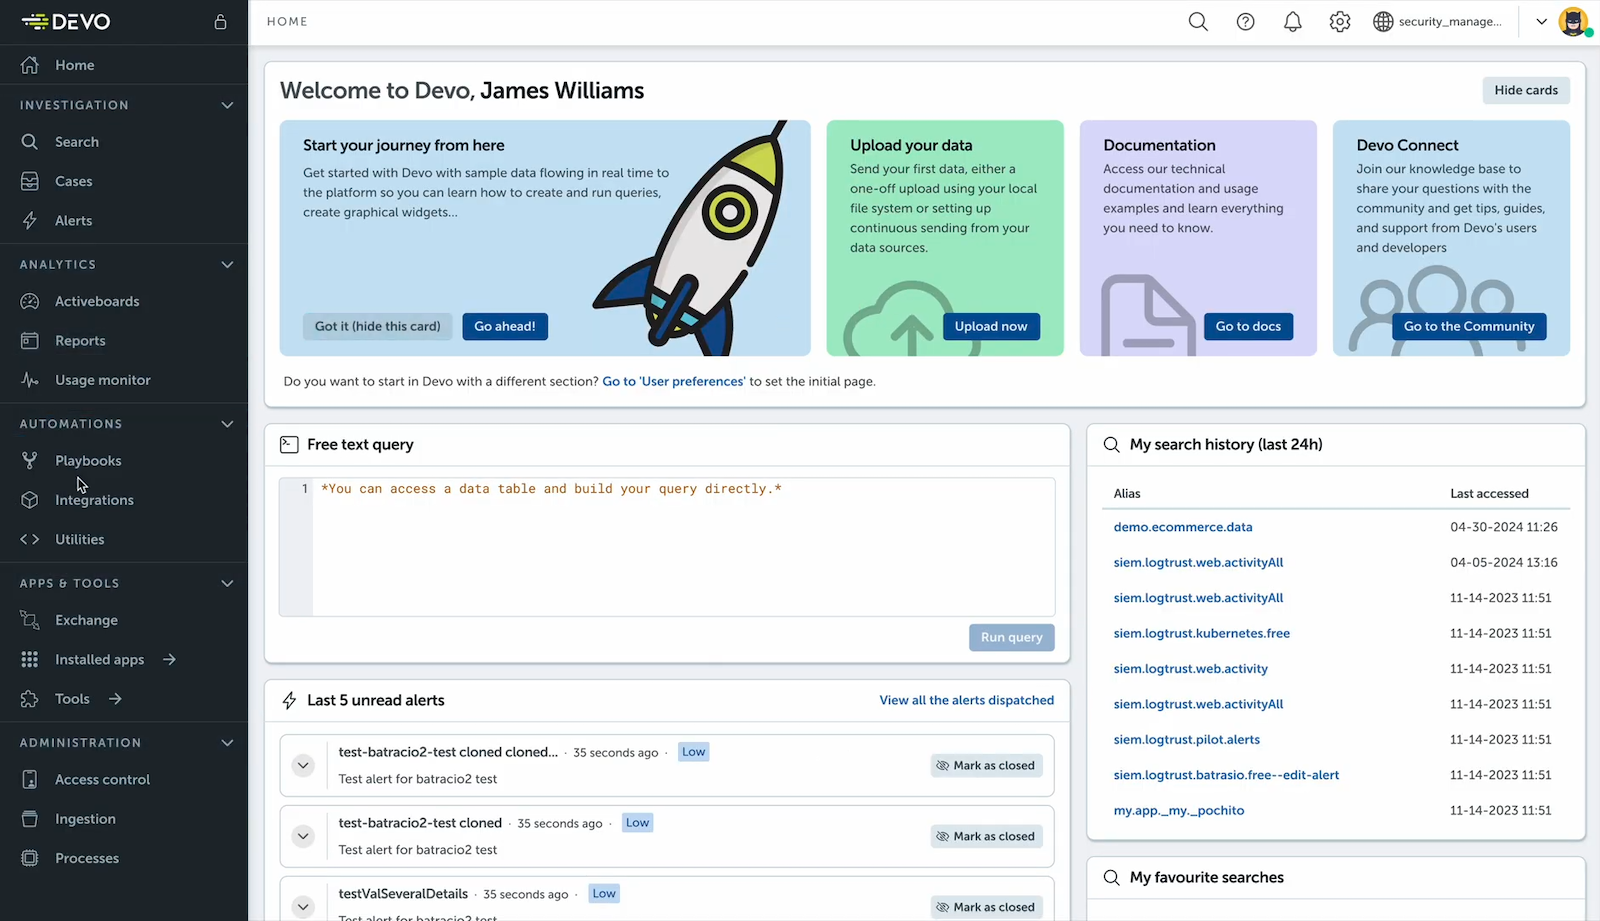 DEVO
HOME
security_manage...
Home
INVESTIGATION
Search
Cases
Alerts
ANALYTICS
Activeboards
Reports
Usage monitor
AUTOMATIONS
Playbooks
Integrations
Utilities
APPS & TOOLS
Exchange
Installed apps
Tools
ADMINISTRATION
Access control
Ingestion
Processes
Welcome to Devo, James Williams
Hide cards
Start your journey from here
Get started with Devo with sample data flowing in real time to
the platform so you can learn how to create and run queries,
create graphical widgets...
Got it (hide this card)
Go ahead!
Upload your data
Send your first data, either a
one-off upload using your local
file system or setting up
continuous sending from your
data sources.
Upload now
Documentation
Access our technical
documentation and usage
examples and learn everything
you need to know.
Go to docs
Devo Connect
Join our knowledge base to
share your questions with the
community and get tips, guides,
and support from Devo's users
and developers
Go to the Community
Do you want to start in Devo with a different section? Go to 'User preferences' to set the initial page.
Free text query
1 *You can access a data table and build your query directly.*
Run query
Last 5 unread alerts
View all the alerts dispatched
test-batracio2-test cloned cloned... · 35 seconds ago · Low
Test alert for batracio2 test
Mark as closed
test-batracio2-test cloned · 35 seconds ago · Low
Test alert for batracio2 test
Mark as closed
testValSeveralDetails · 35 seconds ago · Low
Test alert for batracio2 test
Mark as closed
My search history (last 24h)
Alias Last accessed
demo.ecommerce.data 04-30-2024 11:26
siem.logtrust.web.activityAll 04-05-2024 13:16
siem.logtrust.web.activityAll 11-14-2023 11:51
siem.logtrust.kubernetes.free 11-14-2023 11:51
siem.logtrust.web.activity 11-14-2023 11:51
siem.logtrust.web.activityAll 11-14-2023 11:51
siem.logtrust.pilot.alerts 11-14-2023 11:51
siem.logtrust.batrasio.free--edit-alert 11-14-2023 11:51
my.app._my._pochito 11-14-2023 11:51
My favourite searches